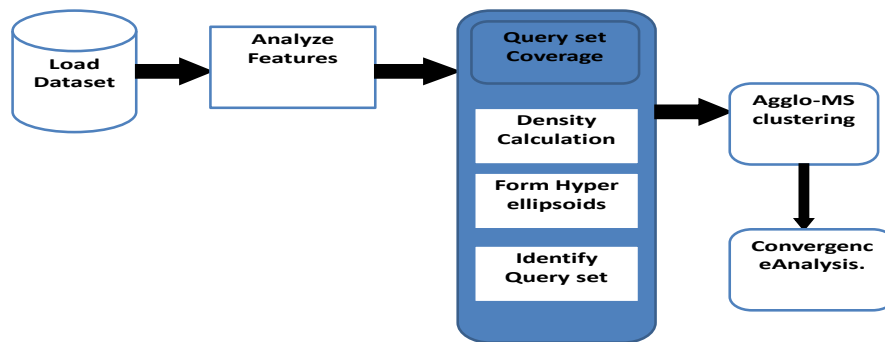 Load
Dataset
Analyze
Features
Query set
Coverage
Density
Calculation
Form Hyper
ellipsoids
Identify
Query set
Agglo-MS
clustering
Convergenc
eAnalysis.